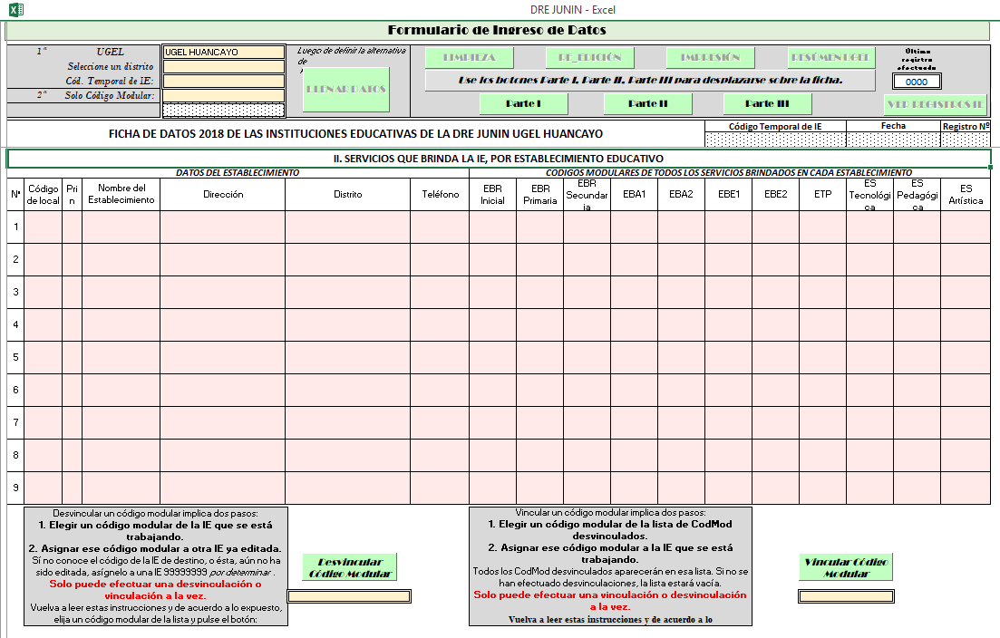 DRE JUNIN - Excel
Formulario de Ingreso de Datos
1° UGEL UGEL HUANCAYO
Seleccione un distrito
Cód. Temporal de IE:
2° Solo Código Modular:
Luego de definir la alternativa
de
LLENAR DATOS
LIMPIEZA RE_EDICIÓN IMPRESIÓN RESÚMEN UGEL
Use los botones Parte I, Parte II, Parte III para desplazarse sobre la ficha.
Parte I Parte II Parte III
Último
registro
efectuado
0000
VER REGISTROS IE
FICHA DE DATOS 2018 DE LAS INSTITUCIONES EDUCATIVAS DE LA DRE JUNIN UGEL HUANCAYO
Código Temporal de IE Fecha Registro Nº
II. SERVICIOS QUE BRINDA LA IE, POR ESTABLECIMIENTO EDUCATIVO
DATOS DEL ESTABLECIMIENTO CODIGOS MODULARES DE TODOS LOS SERVICIOS BRINDADOS EN CADA ESTABLECIMIENTO
N°
Código
de local
Pri
n
Nombre del
Establecimiento
Dirección
Distrito
Teléfono
EBR
Inicial
EBR
Primaria
EBR
Secundar
ia
EBA1
EBA2
EBE1
EBE2
ETP
ES
Tecnológi
ca
ES
Pedagógi
ca
ES
Artística
1
2
3
4
5
6
7
8
9
Desvincular un código modular implica dos pasos:
1. Elegir un código modular de la IE que se está
trabajando.
2. Asignar ese código modular a otra IE ya editada.
Sí no conoce el código de la IE de destino, o ésta, aún no ha
sido editada, asígnelo a una IE 99999999 por determinar .
Solo puede efectuar una desvinculación o
vinculación a la vez.
Vuelva a leer estas instrucciones y de acuerdo a lo expuesto,
elija un código modular de la lista y pulse el botón:
Desvincular
Código Modular
Vincular un código modular implica dos pasos:
1. Elegir un código modular de la lista de CodMod
desvinculados.
2. Asignar ese código modular a la IE que se está
trabajando.
Todos los CodMod desvinculados aparecerán en esa lista. Si no se
han efectuado desvinculaciones, la lista estará vacía.
Solo puede efectuar una vinculación o desvinculación
a la vez.
Vuelva a leer estas instrucciones y de acuerdo a lo
Vincular Código
Modular